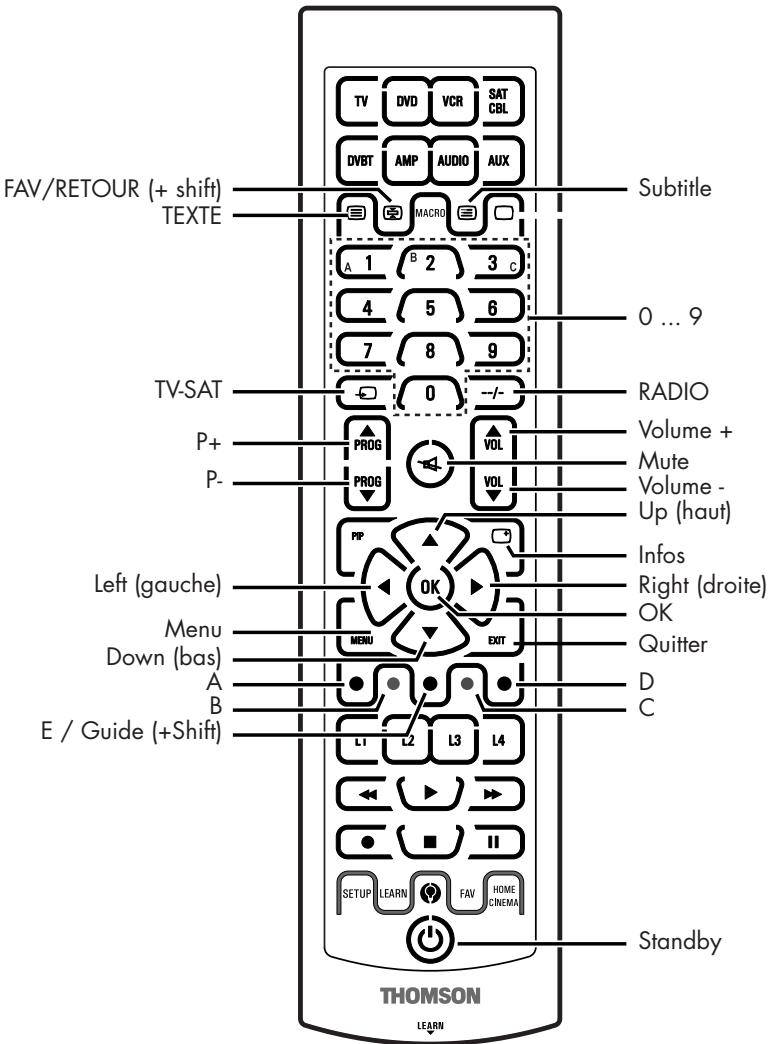 TV DVD VCR SAT CBL
DVBT AMP AUDIO AUX
FAV/RETOUR (+ shift)
Subtitle
TEXTE
MACRO
A 1 B 2 3 C
4 5 6
0 ... 9
7 8 9
TV-SAT
0 --/-
RADIO
P+
PROG
VOL
Volume +
Mute
P-
PROG
VOL
Volume -
Up (haut)
PIP
Infos
Left (gauche)
OK
Right (droite)
OK
Menu
MENU
EXIT
Quitter
Down (bas)
A
D
B
C
E / Guide (+Shift)
L1 L2 L3 L4
SETUP LEARN FAV HOME CINEMA
Standby
THOMSON
LEARN